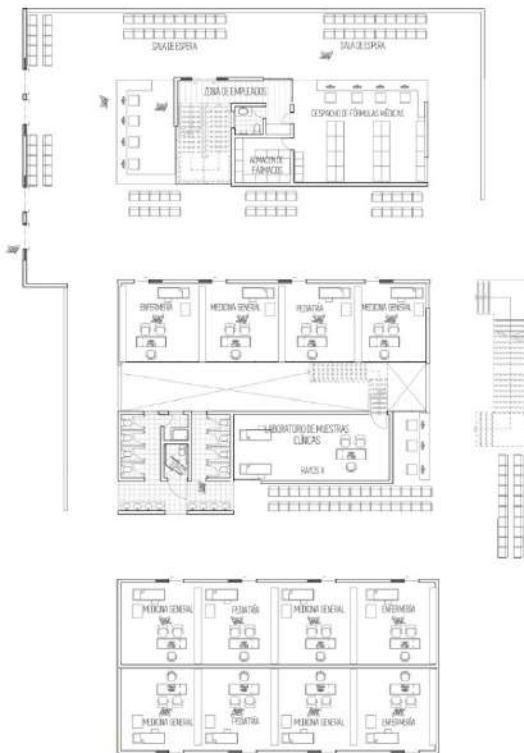 SALA DE ESPERA
SALA DE ESPERA
ZONA DE EMPLEADOS
DESPACHO DE FÓRMULAS MÉDICAS
ALMACEN DE
FÁRMACOS
ENFERMERÍA
MEDICINA GENERAL
PEDIATRÍA
MEDICINA GENERAL
LABORATORIO DE MUESTRAS
CLÍNICAS
RAYOS X
MEDICINA GENERAL
PEDIATRÍA
MEDICINA GENERAL
ENFERMERÍA
MEDICINA GENERAL
PEDIATRÍA
MEDICINA GENERAL
ENFERMERÍA